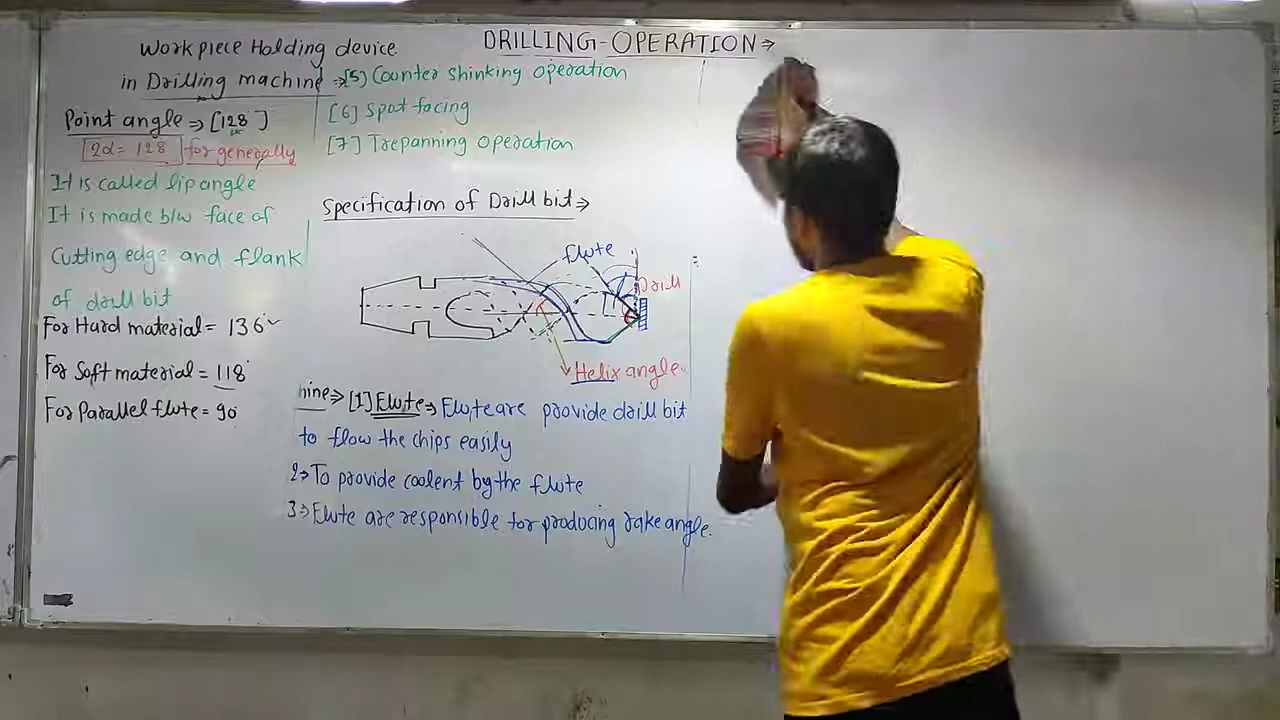 DRILLING-OPERATION⇒
Workpiece Holding device
in Drilling machine ⇒
Point angle ⇒ [128°]
2α = 128 for generally
It is called lip angle
It is made b/w face of
Cutting edge and flank
of drill bit
For Hard material = 136
For Soft material = 118
For Parallel flute = 90
[5] Counter shinking operation
[6] Spot facing
[7] Trepanning operation
Specification of Drill bit ⇒
flute
Drill
Helix angle
hine ⇒ [1] Flute ⇒ Flute are provide drill bit
to flow the chips easily
2⇒ To provide coolent by the flute
3⇒ Flute are responsible for producing rake angle.